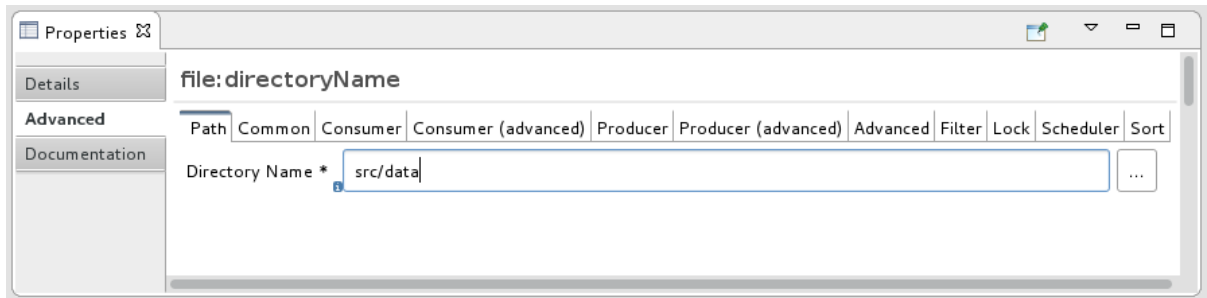 Properties
Details
Advanced
Documentation
file:directoryName
Path Common Consumer Consumer (advanced) Producer Producer (advanced) Advanced Filter Lock Scheduler Sort
Directory Name * src/data ...